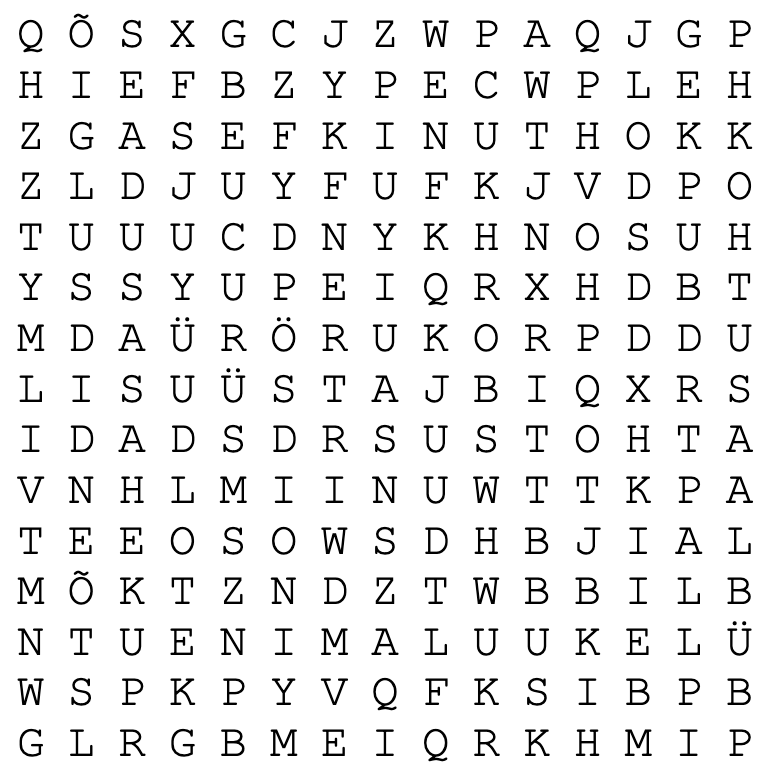 Q Õ S X G C J Z W P A Q J G P
H I E F B Z Y P E C W P L E H
Z G A S E F K I N U T H O K K
Z L D J U Y F U F K J V D P O
T U U U C D N Y K H N O S U H
Y S S Y U P E I Q R X H D B T
M D A Ü R Ö R U K O R P D D U
L I S U Ü S T A J B I Q X R S
I D A D S D R S U S T O H T A
V N H L M I I N U W T T K P A
T E E O S O W S D H B J I A L
M Õ K T Z N D Z T W B B I L B
N T U E N I M A L U U K E L Ü
W S P K P Y V Q F K S I B P B
G L R G B M E I Q R K H M I P